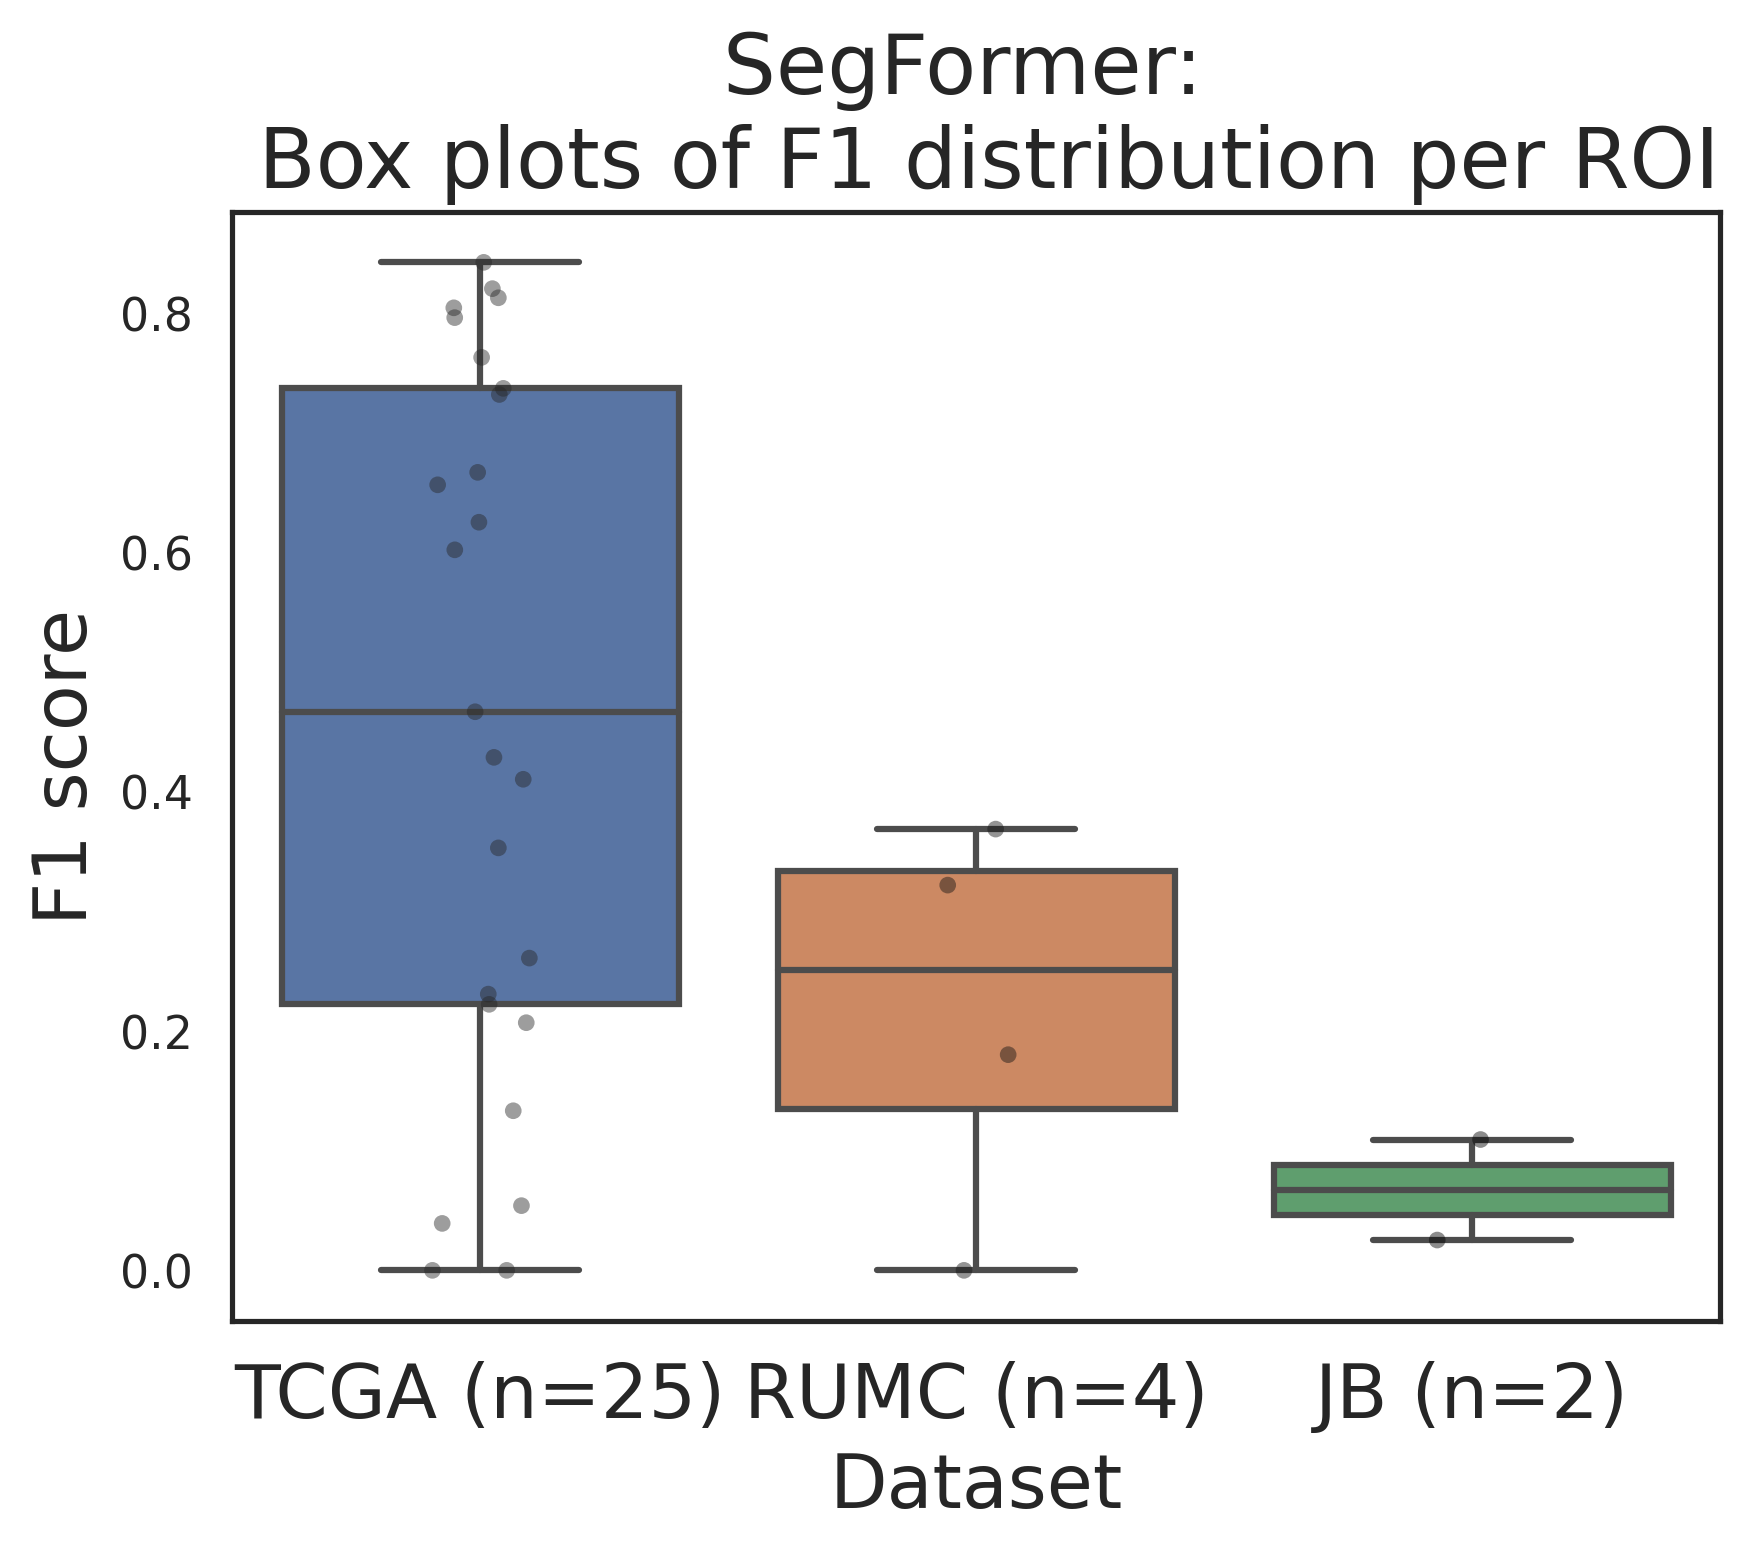 SegFormer:
Box plots of F1 distribution per ROI
F1 score
0.8
0.6
0.4
0.2
0.0
TCGA (n=25) RUMC (n=4) JB (n=2)
Dataset